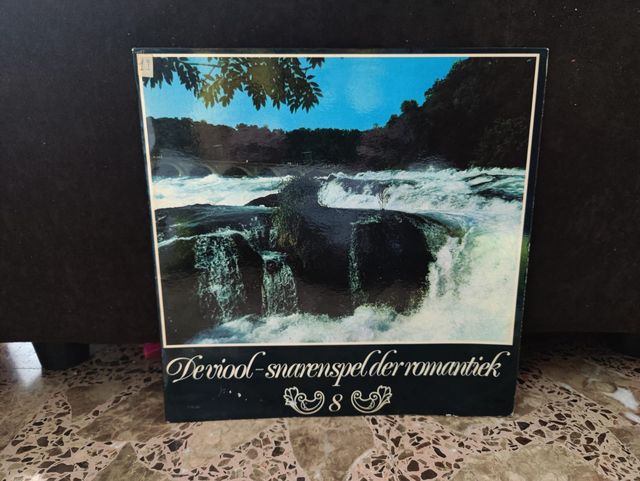 De viool - snarenspel der romantiek
8